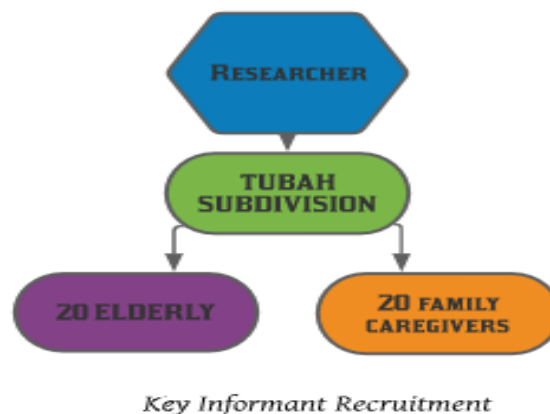 RESEARCHER
TUBAH
SUBDIVISION
20 ELDERLY
20 FAMILY
CAREGIVERS
Key Informant Recruitment